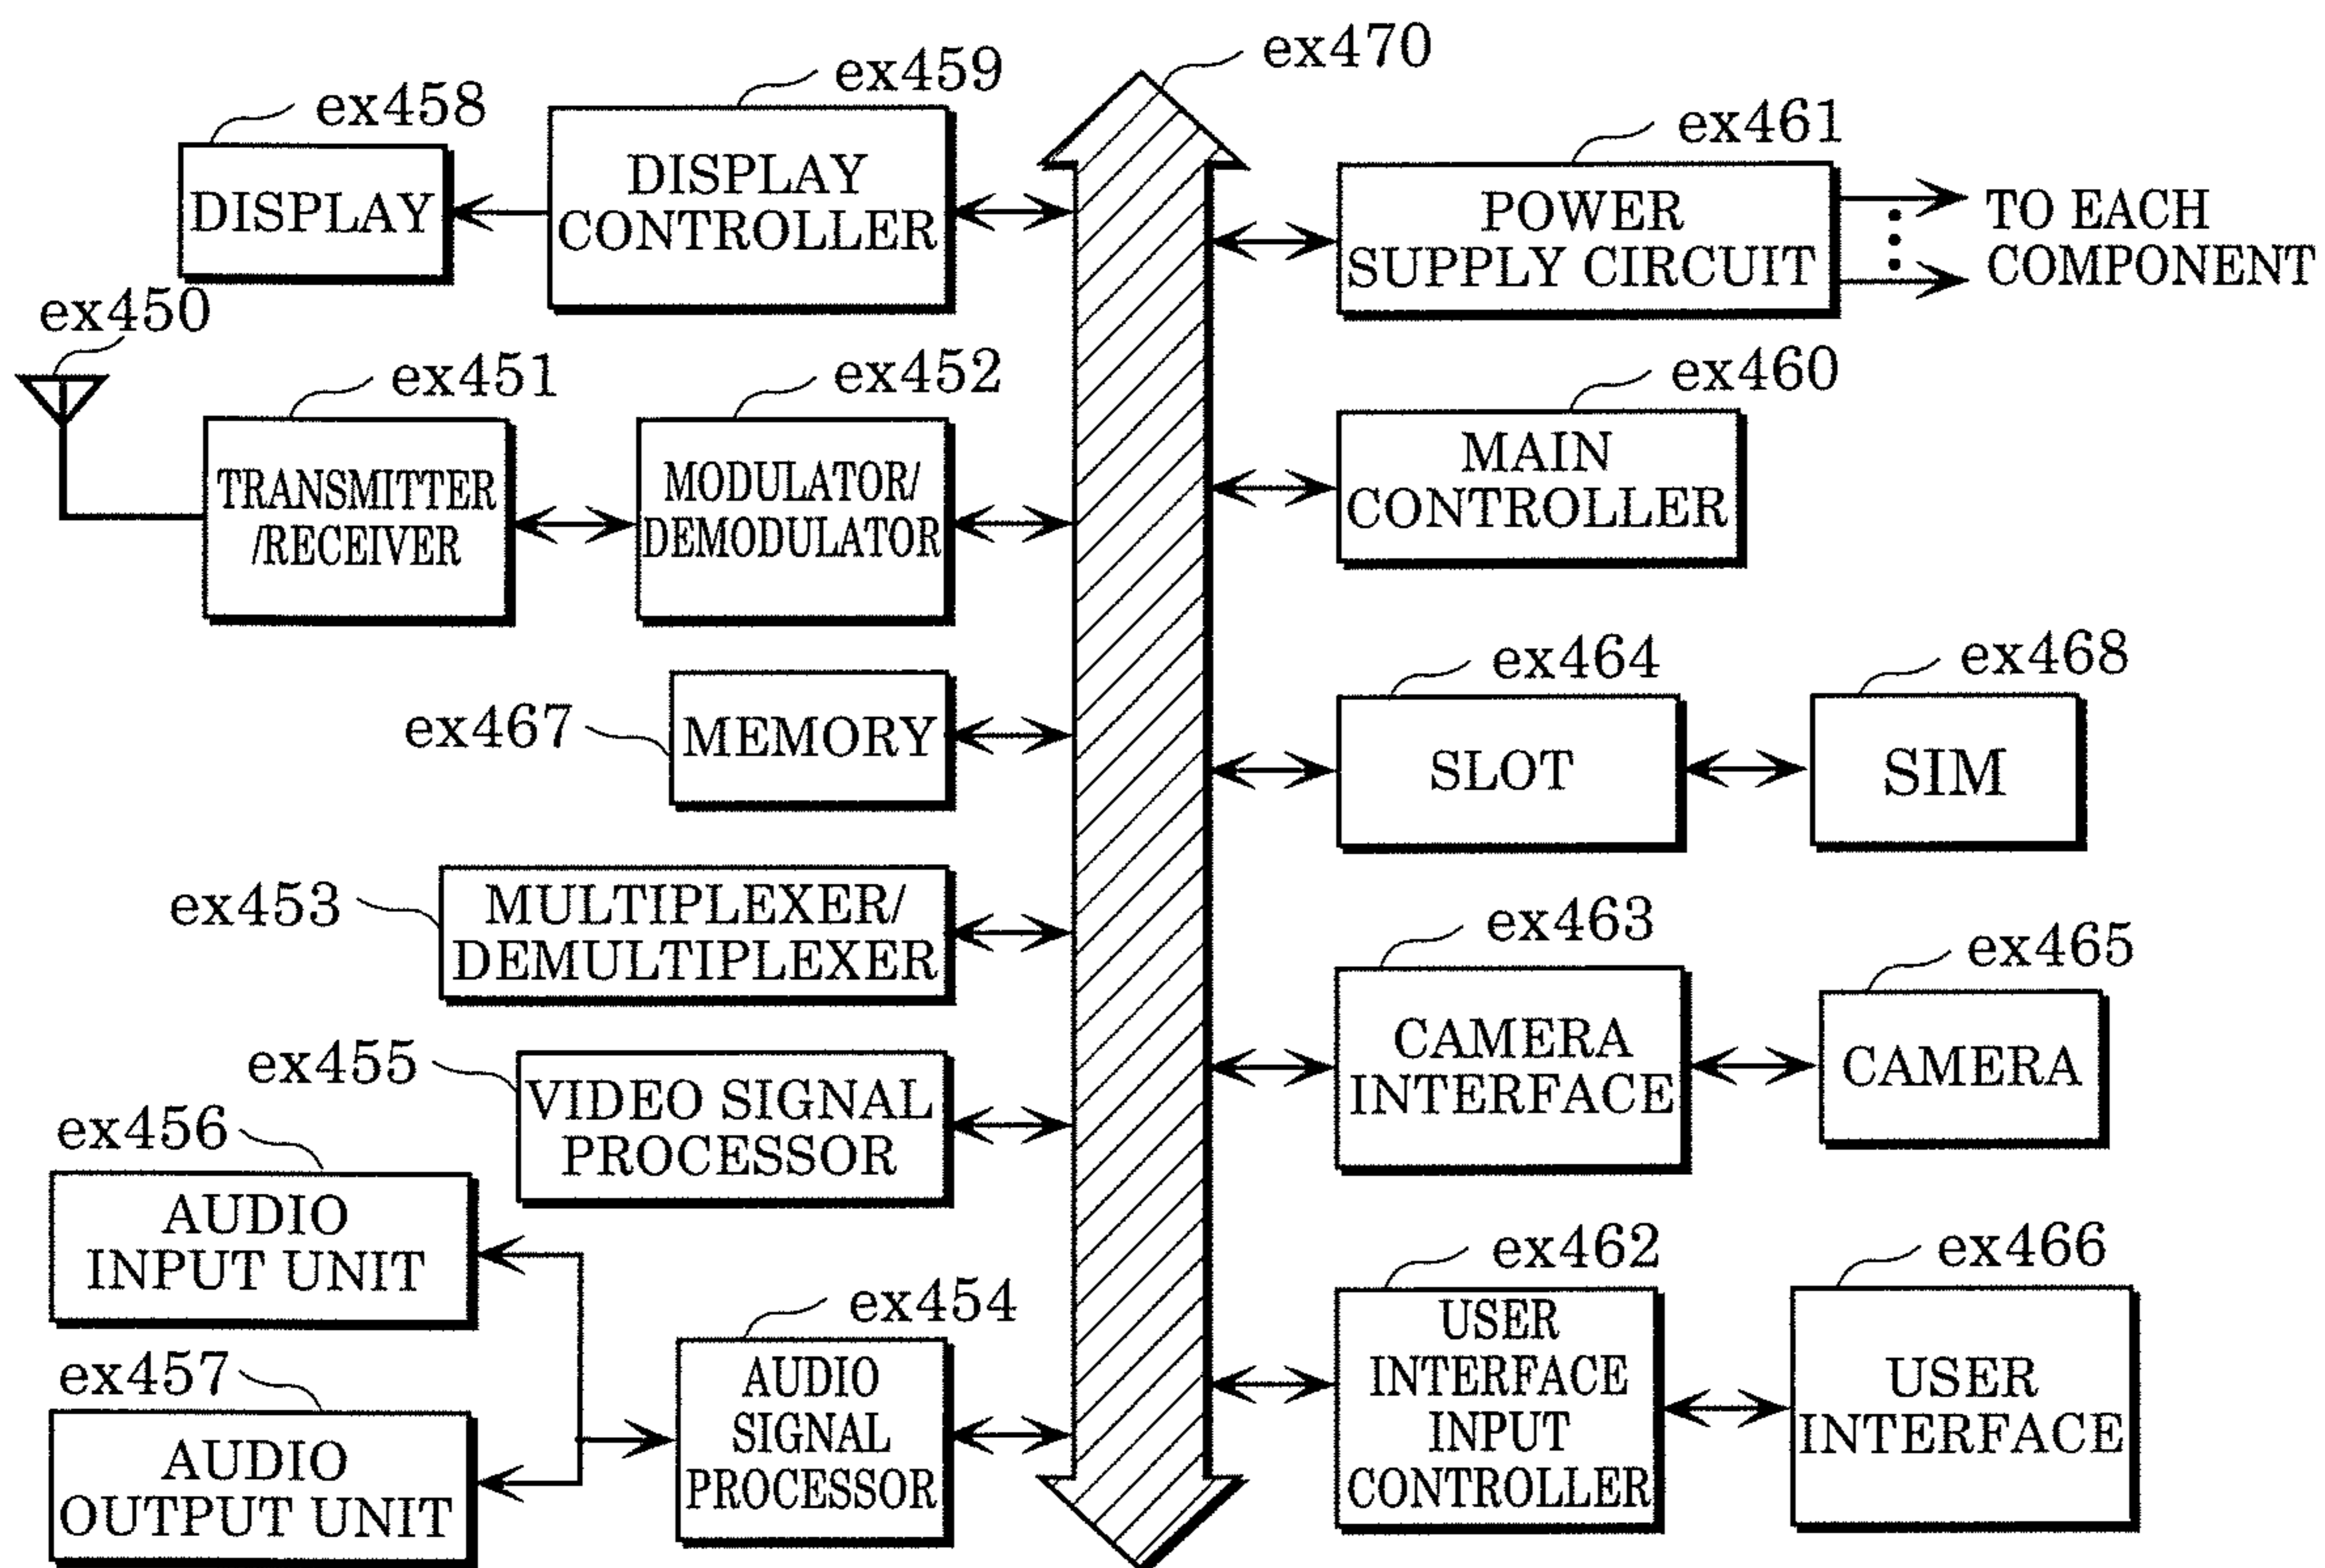 ex470
ex459
ex458
DISPLAY
DISPLAY
CONTROLLER
ex461
POWER
SUPPLY CIRCUIT
TO EACH
COMPONENT
ex450
ex451
TRANSMITTER
/RECEIVER
ex452
MODULATOR/
DEMODULATOR
ex460
MAIN
CONTROLLER
ex467
MEMORY
ex464
SLOT
ex468
SIM
ex453
MULTIPLEXER/
DEMULTIPLEXER
ex463
CAMERA
INTERFACE
ex465
CAMERA
ex455
VIDEO SIGNAL
PROCESSOR
ex456
AUDIO
INPUT UNIT
ex457
AUDIO
OUTPUT UNIT
ex454
AUDIO
SIGNAL
PROCESSOR
ex462
USER
INTERFACE
INPUT
CONTROLLER
ex466
USER
INTERFACE